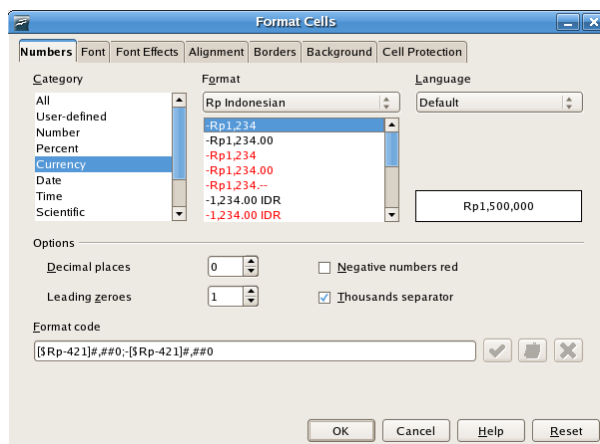 Format Cells
Numbers Font Font Effects Alignment Borders Background Cell Protection
Category Format Language
All
User-defined
Number
Percent
Currency
Date
Time
Scientific
Rp Indonesian
-Rp1,234
-Rp1,234.00
-Rp1,234
-Rp1,234.00
-Rp1,234.--
-1,234.00 IDR
-1,234.00 IDR
Default
Rp1,500,000
Options
Decimal places 0 Negative numbers red
Leading zeroes 1 Thousands separator
Format code
[$Rp-421]#,##0;-[$Rp-421]#,##0
OK Cancel Help Reset